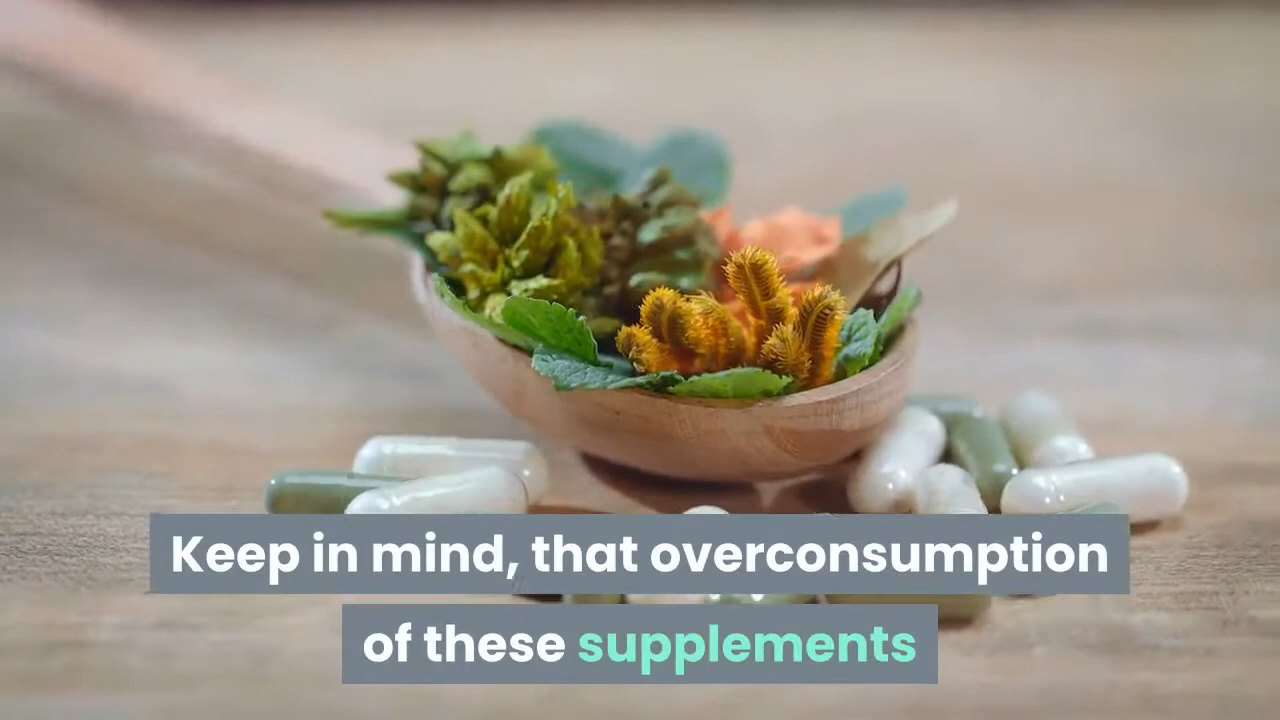 Keep in mind, that overconsumption
of these supplements